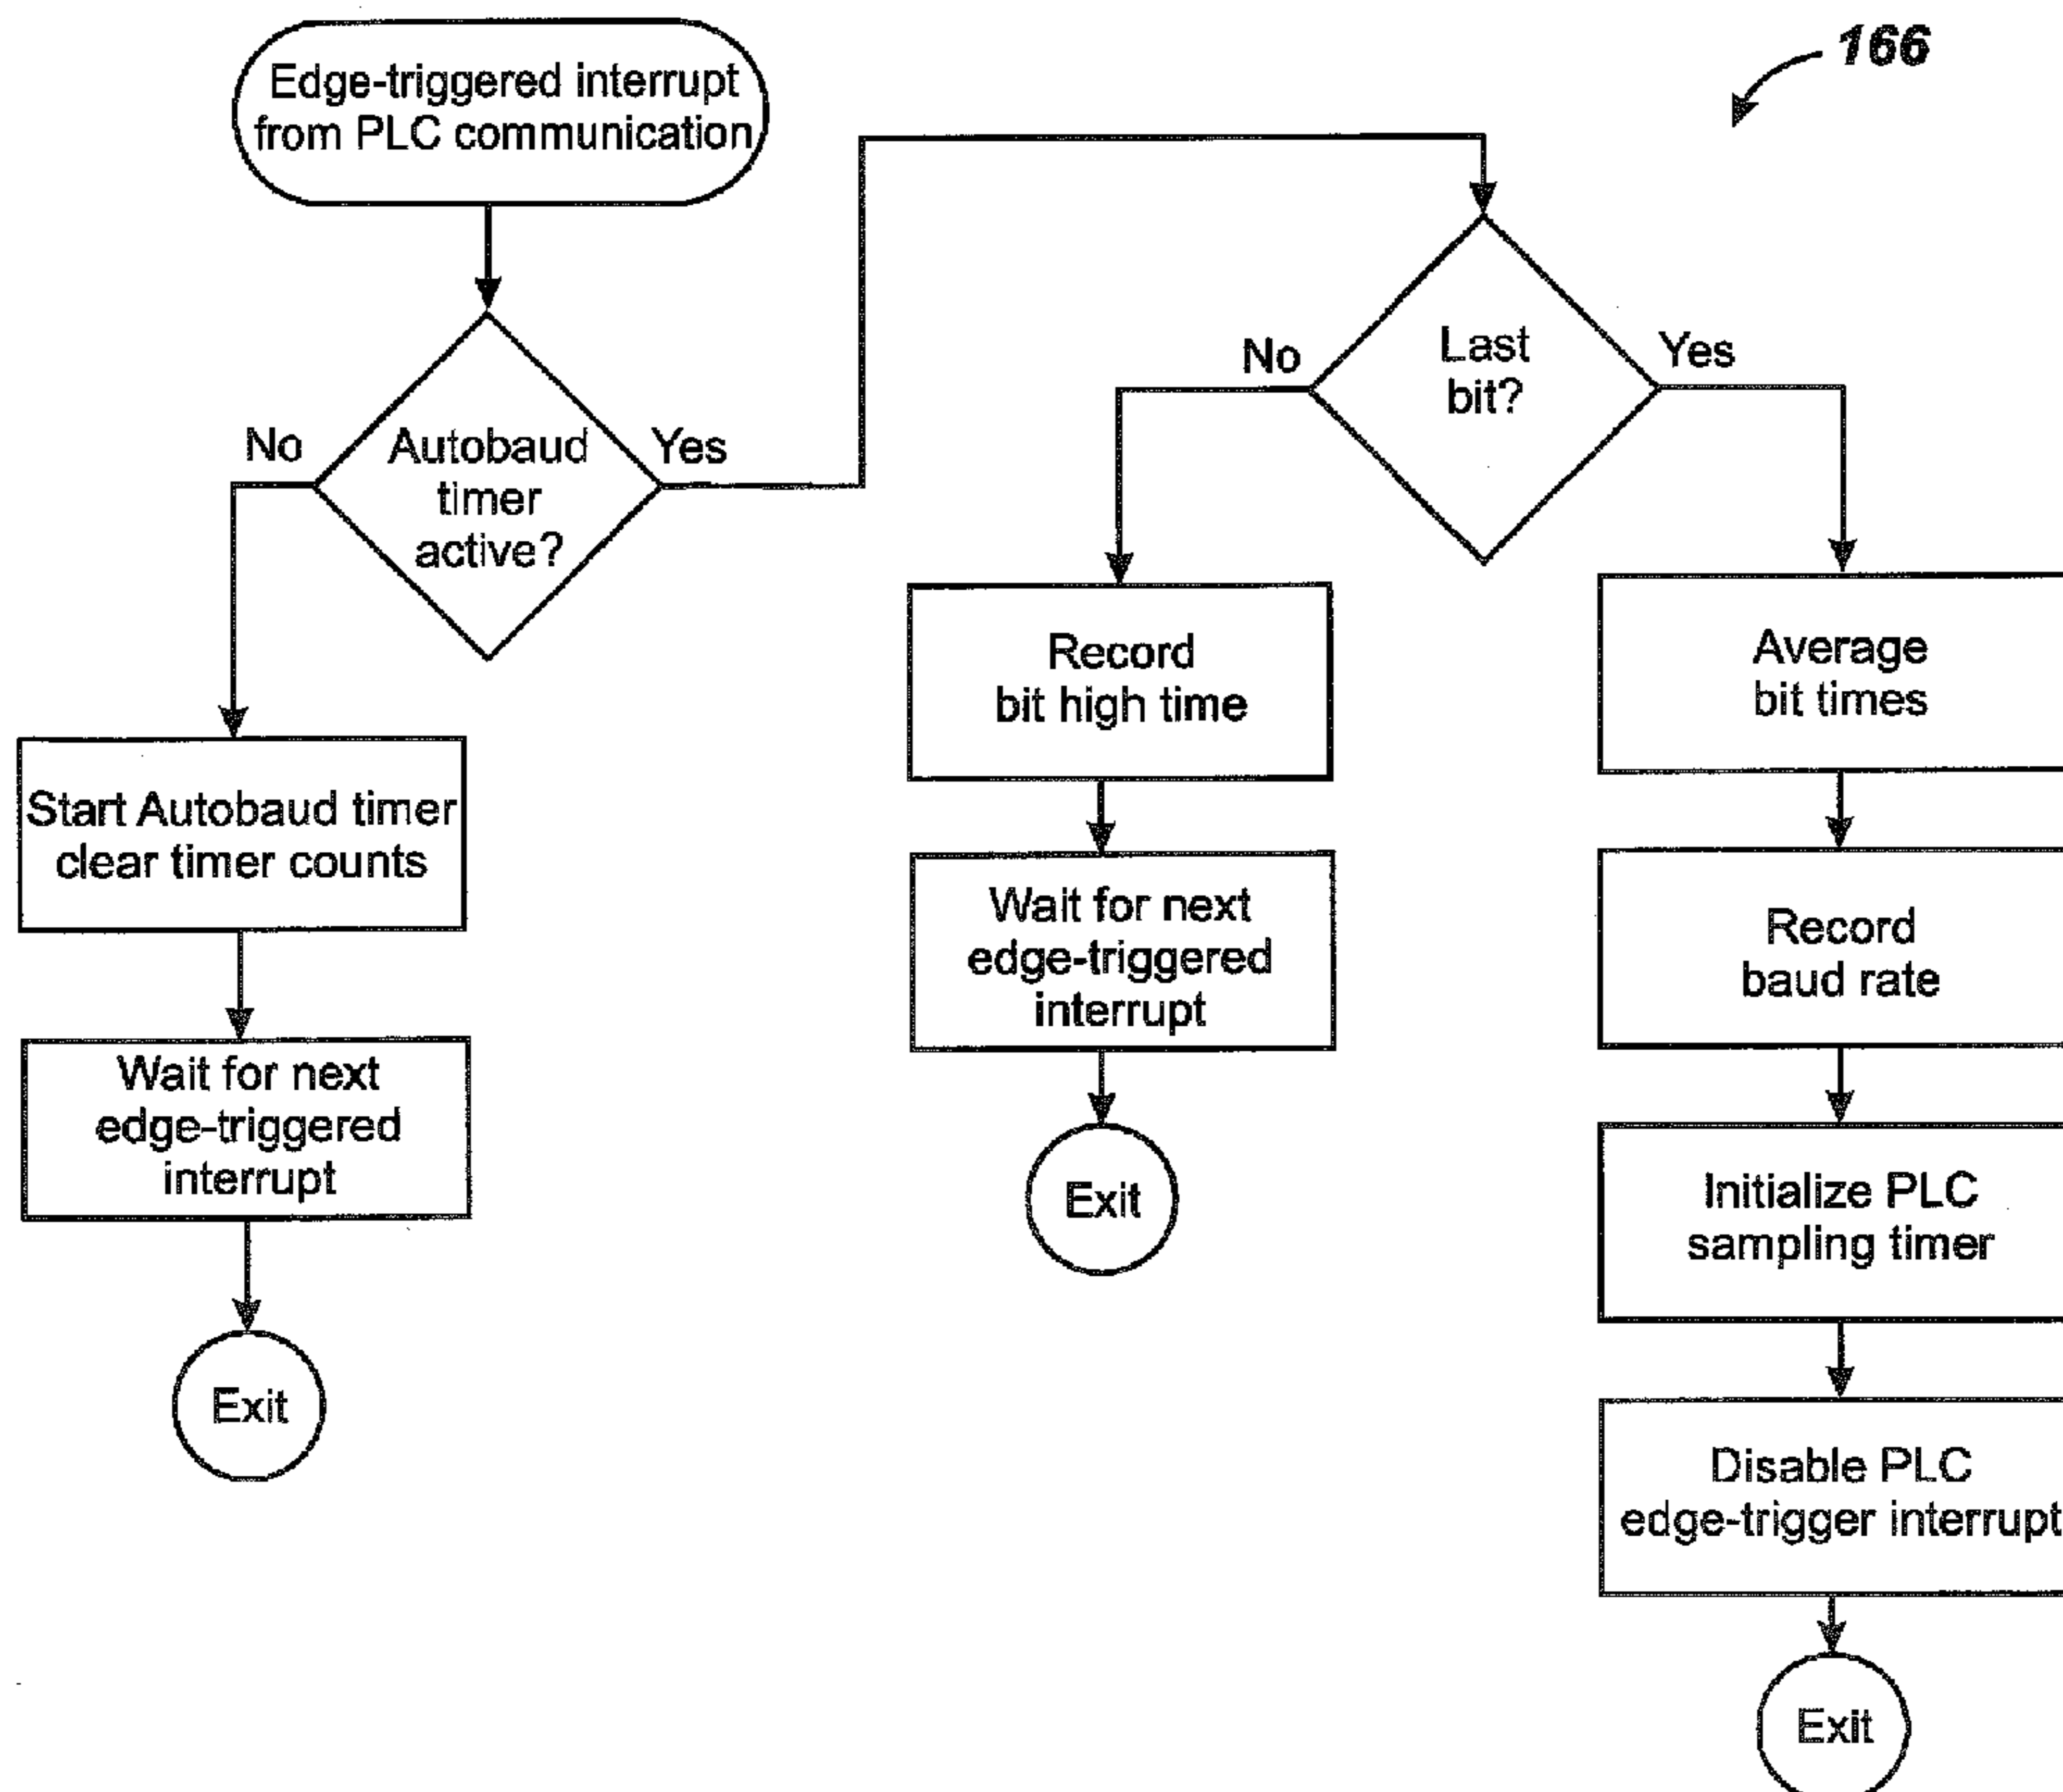 166
Edge-triggered interrupt
from PLC communication
No
Autobaud
timer
active?
Yes
No
Last
bit?
Yes
Start Autobaud timer
clear timer counts
Wait for next
edge-triggered
interrupt
Exit
Record
bit high time
Wait for next
edge-triggered
interrupt
Exit
Average
bit times
Record
baud rate
Initialize PLC
sampling timer
Disable PLC
edge-trigger interrupt
Exit